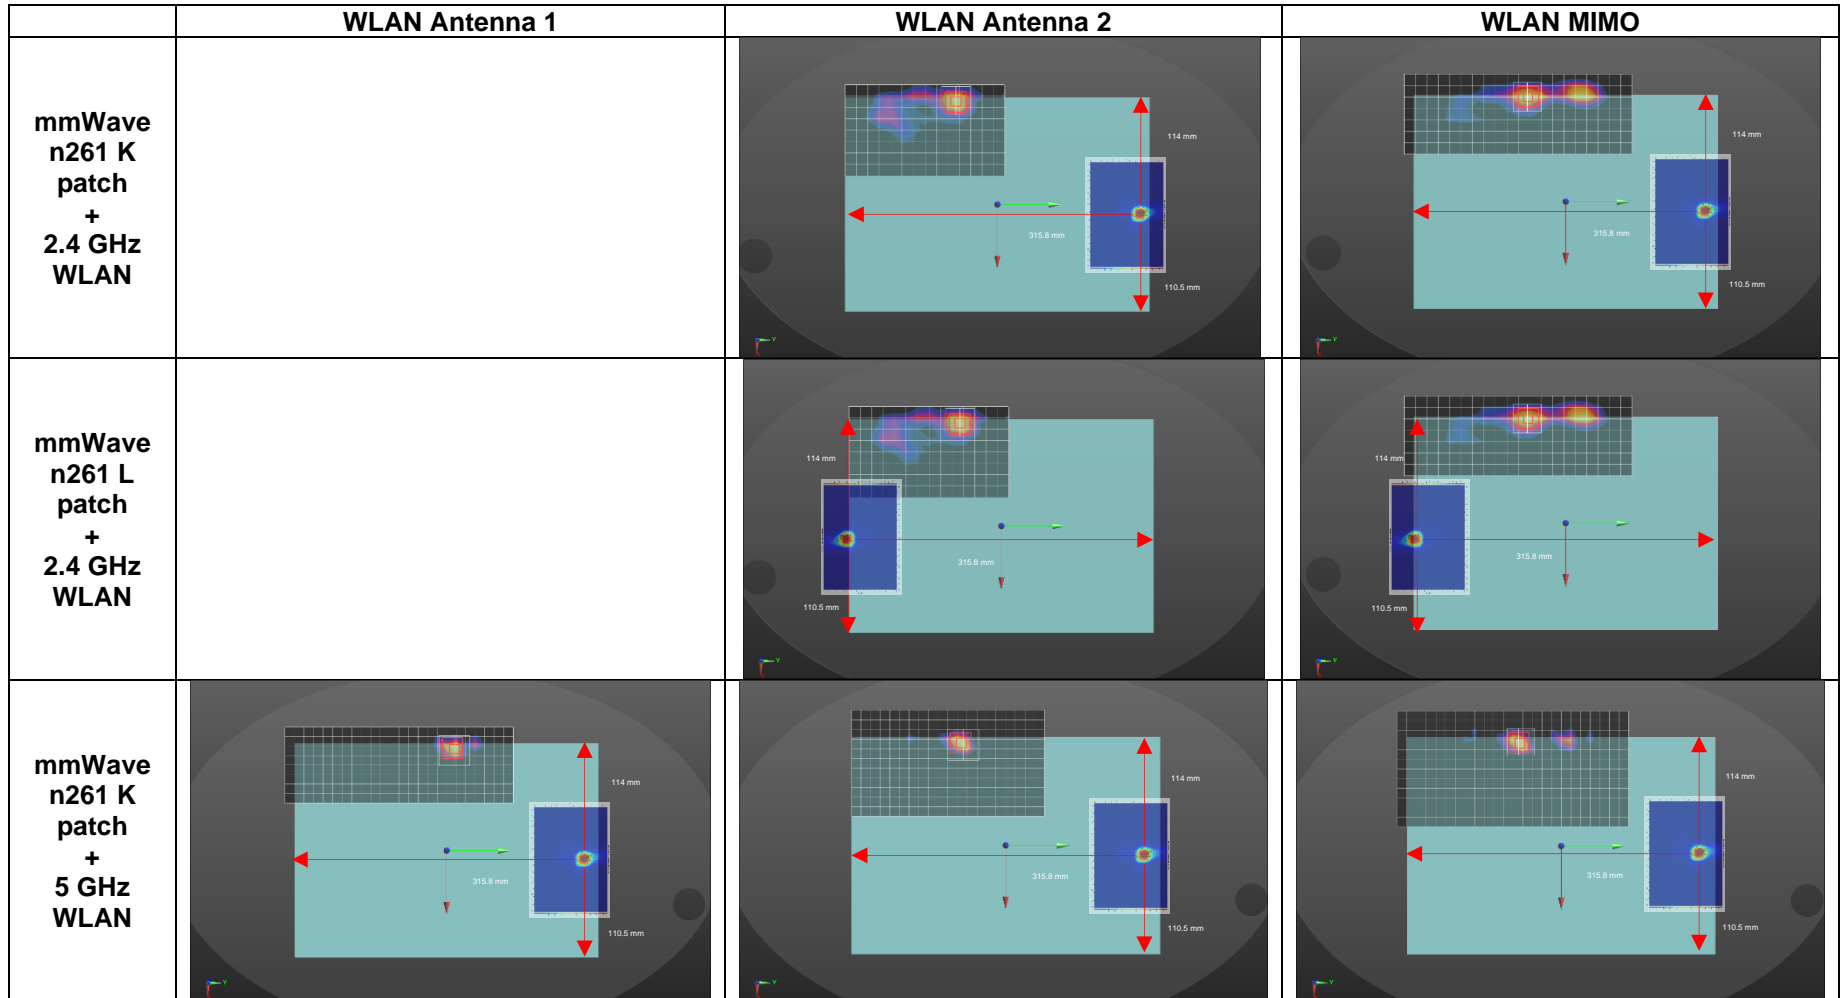 WLAN Antenna 1 WLAN Antenna 2 WLAN MIMO
mmWave
n261 K
patch
+
2.4 GHz
WLAN
114 mm
315.8 mm
110.5 mm
Y
114 mm
315.8 mm
110.5 mm
Y
mmWave
n261 L
patch
+
2.4 GHz
WLAN
114 mm
315.8 mm
110.5 mm
Y
114 mm
315.8 mm
110.5 mm
Y
mmWave
n261 K
patch
+
5 GHz
WLAN
114 mm
315.8 mm
110.5 mm
Y
114 mm
315.8 mm
110.5 mm
Y
114 mm
315.8 mm
110.5 mm
Y